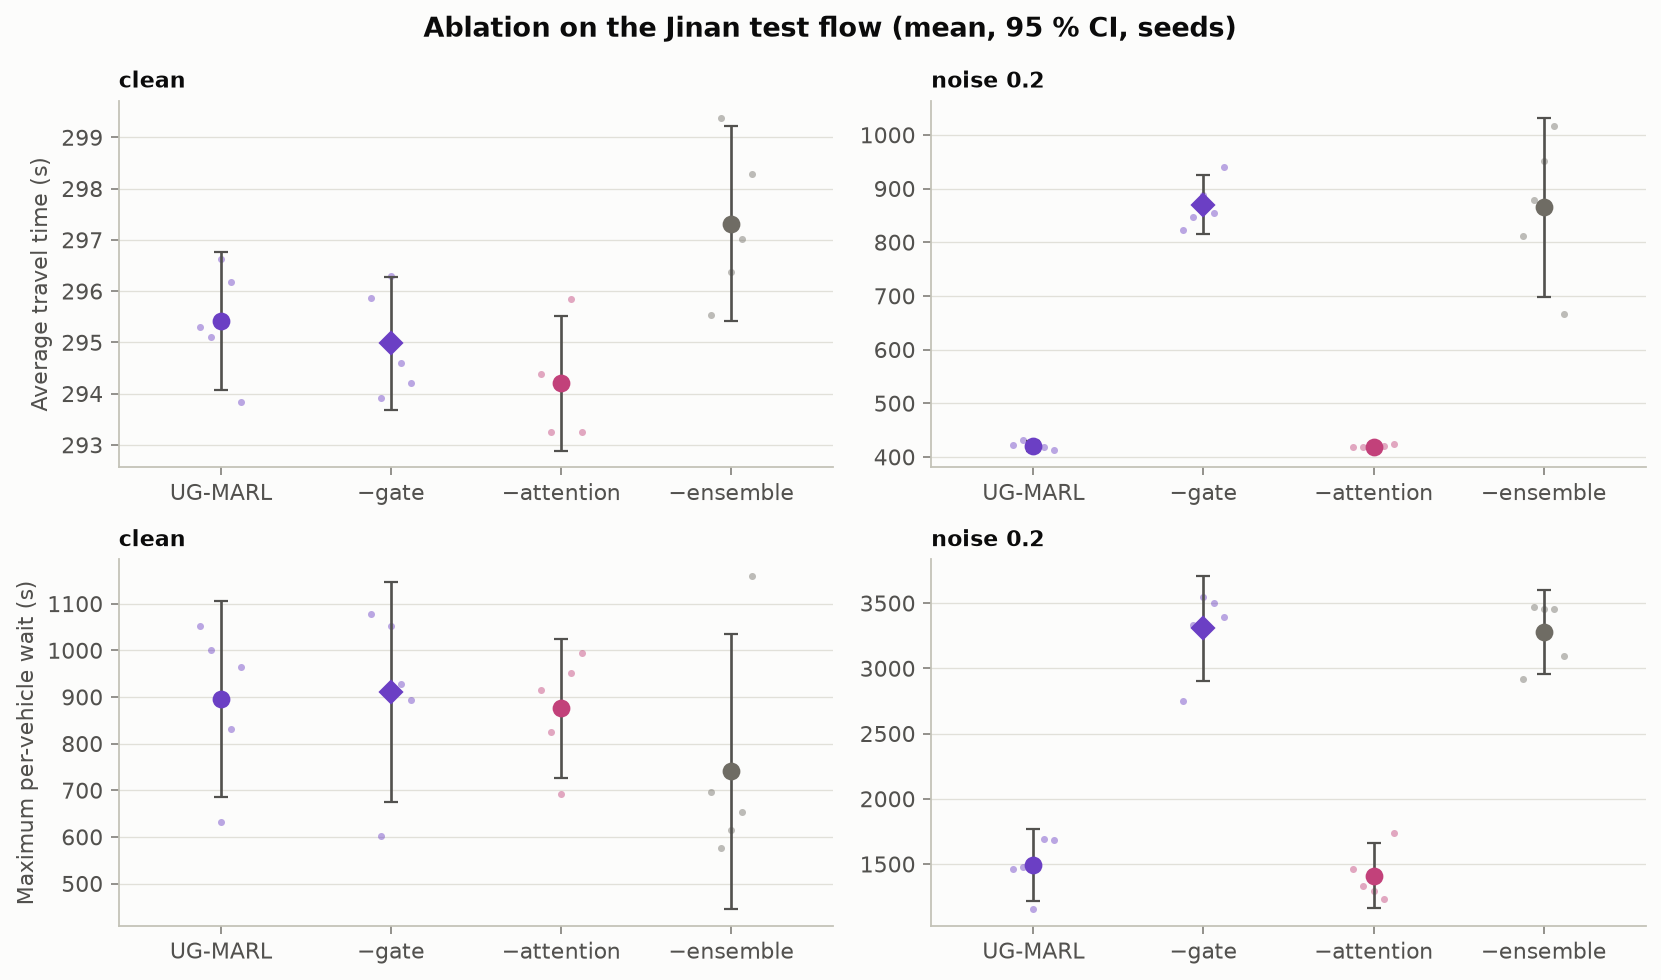 Ablation on the Jinan test flow (mean, 95 % CI, seeds)
clean
Average travel time (s)
299
298
297
296
295
294
293
UG-MARL −gate −attention −ensemble
noise 0.2
1000
900
800
700
600
500
400
UG-MARL −gate −attention −ensemble
clean
Maximum per-vehicle wait (s)
1100
1000
900
800
700
600
500
UG-MARL −gate −attention −ensemble
noise 0.2
3500
3000
2500
2000
1500
UG-MARL −gate −attention −ensemble